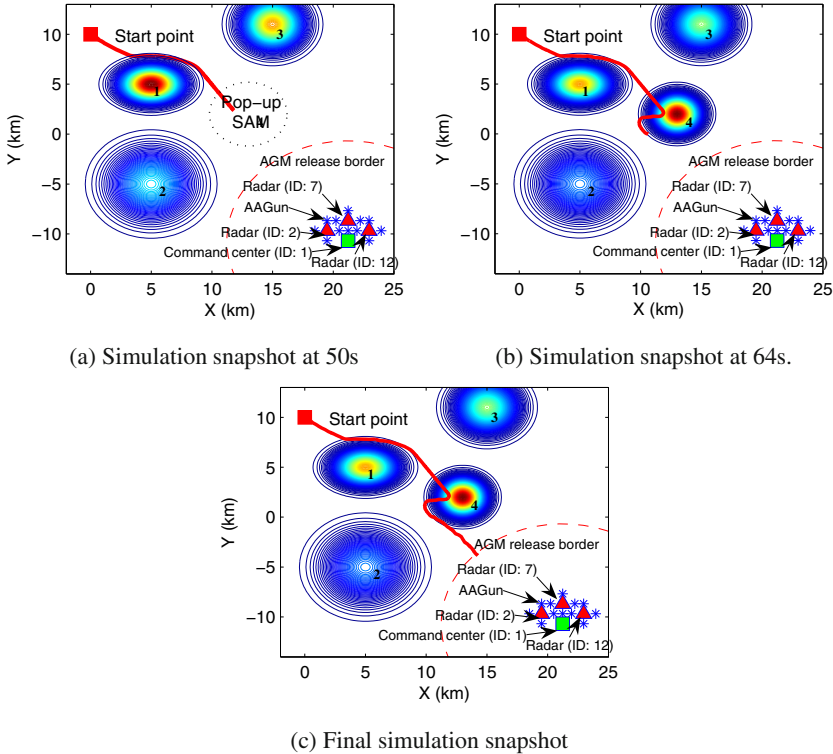 10
5
0
−5
−10
0
5
10
15
20
25
X (km)
Y (km)
Start point
3
1
Pop−up
SAM
4
2
AGM release border
Radar (ID: 7)
AAGun
Radar (ID: 2)
Command center (ID: 1)
Radar (ID: 12)
(a) Simulation snapshot at 50s
10
5
0
−5
−10
0
5
10
15
20
25
X (km)
Y (km)
Start point
3
1
4
2
AGM release border
Radar (ID: 7)
AAGun
Radar (ID: 2)
Command center (ID: 1)
Radar (ID: 12)
(b) Simulation snapshot at 64s.
10
5
0
−5
−10
0
5
10
15
20
25
X (km)
Y (km)
Start point
3
1
4
2
AGM release border
Radar (ID: 7)
AAGun
Radar (ID: 2)
Command center (ID: 1)
Radar (ID: 12)
(c) Final simulation snapshot